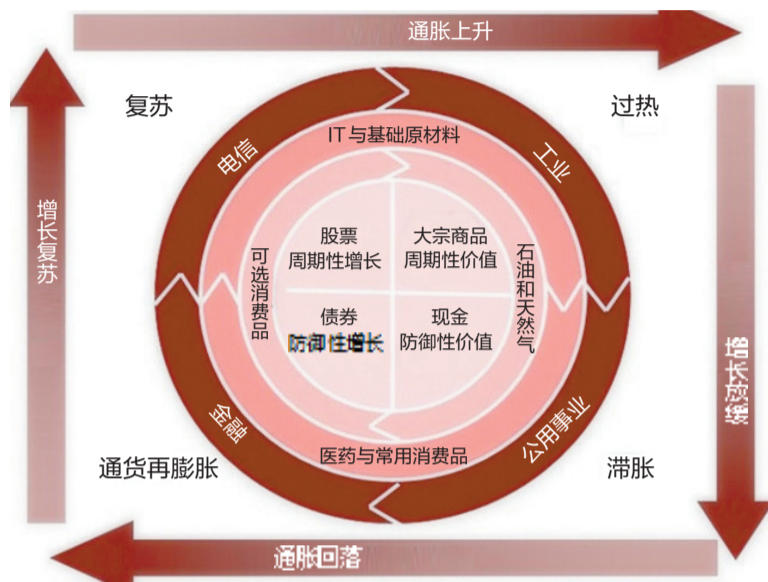 通胀上升
复苏
过热
电信
IT与基础原材料
工业
增长复苏
股票
周期性增长
大宗商品
周期性价值
可选消费品
石油和天然气
债券
防御性增长
现金
防御性价值
金融
医药与常用消费品
公用事业
通货再膨胀
滞胀
通胀回落